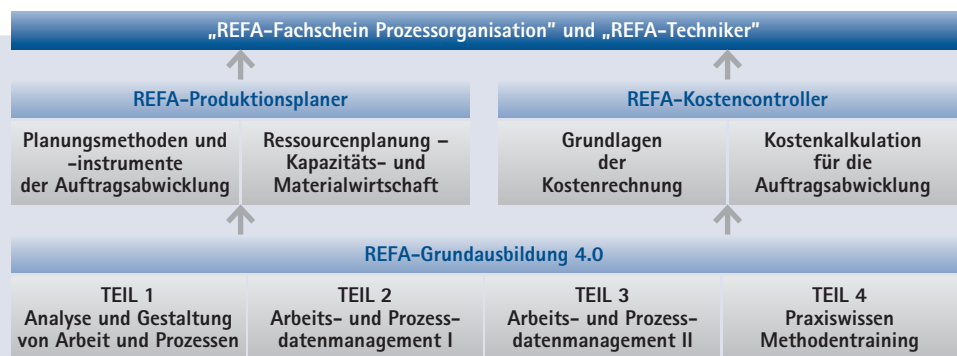 „REFA-Fachschein Prozessorganisation” und „REFA-Techniker”
REFA-Produktionsplaner
Planungsmethoden und
-instrumente
der Auftragsabwicklung
Ressourcenplanung –
Kapazitäts- und
Materialwirtschaft
REFA-Kostencontroller
Grundlagen
der
Kostenrechnung
Kostenkalkulation
für die
Auftragsabwicklung
REFA-Grundausbildung 4.0
TEIL 1
Analyse und Gestaltung
von Arbeit und Prozessen
TEIL 2
Arbeits- und Prozess-
datenmanagement I
TEIL 3
Arbeits- und Prozess-
datenmanagement II
TEIL 4
Praxiswissen
Methodentraining